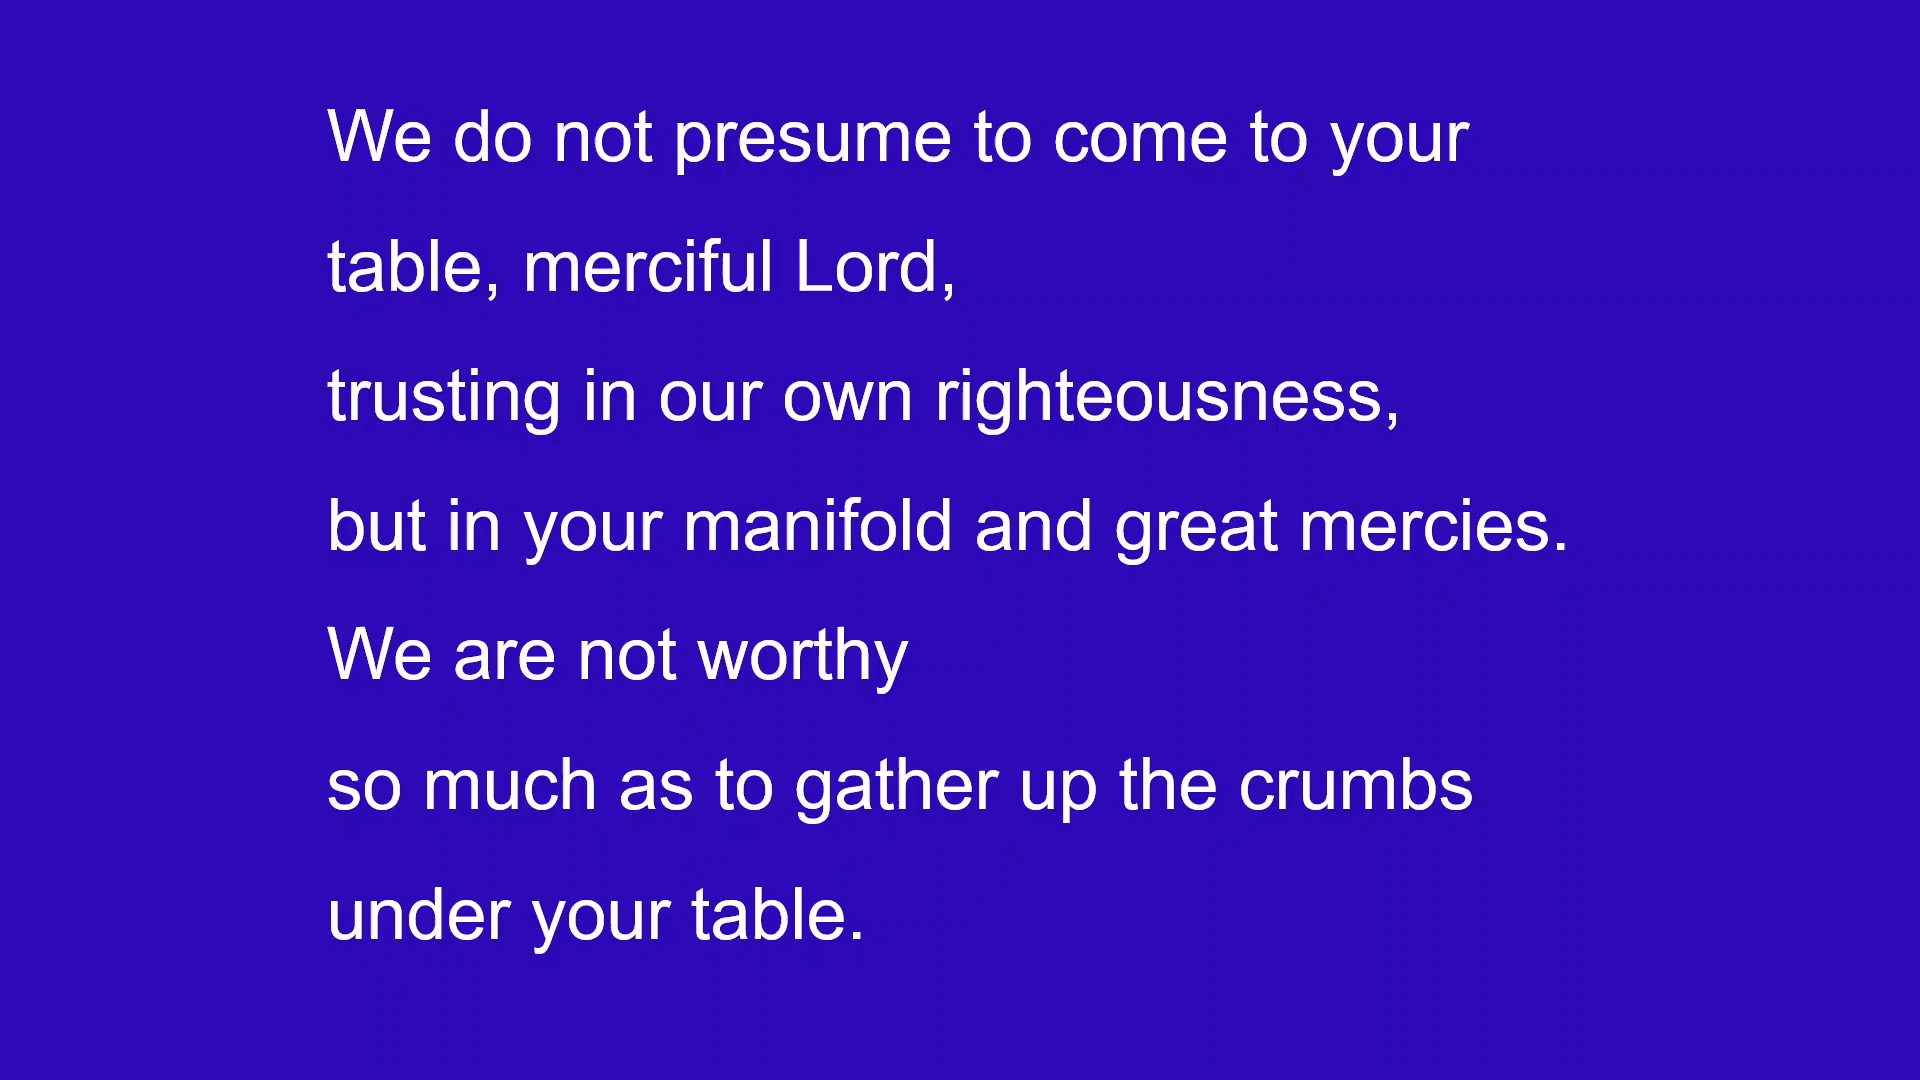 We do not presume to come to your
table, merciful Lord,
trusting in our own righteousness,
but in your manifold and great mercies.
We are not worthy
so much as to gather up the crumbs
under your table.